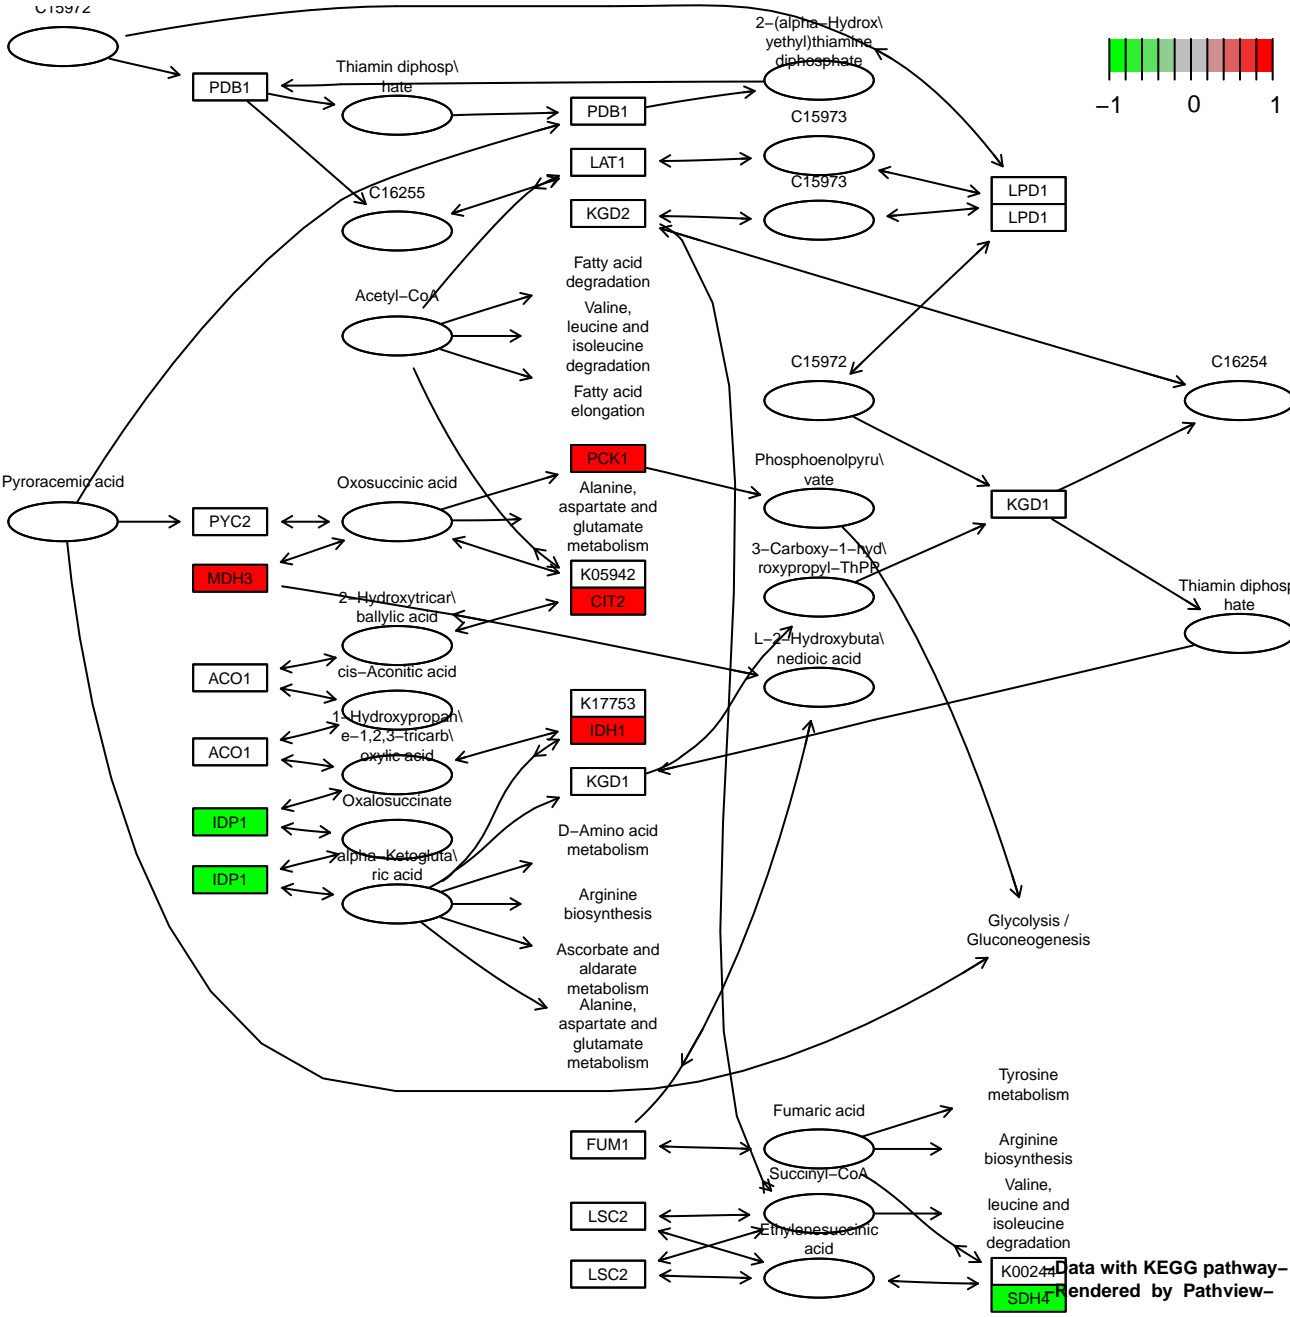 C15972
2−(alpha−Hydrox\
yethyl)thiamine
diphosphate
−1
0
1
PDB1
Thiamin diphosp\
hate
PDB1
C15973
LAT1
C15973
LPD1
LPD1
C16255
KGD2
Fatty acid
degradation
Acetyl−CoA
Valine,
leucine and
isoleucine
degradation
Fatty acid
elongation
C15972
C16254
Pyroracemic acid
Oxosuccinic acid
PCK1
Phosphoenolpyru\
vate
PYC2
Alanine,
aspartate and
glutamate
metabolism
KGD1
MDH3
K05942
CIT2
3−Carboxy−1−hyd\
roxypropyl−ThPP
2−Hydroxytricar\
ballylic acid
Thiamin diphosp
hate
L−2−Hydroxybuta\
nedioic acid
ACO1
cis−Aconitic acid
K17753
IDH1
ACO1
1−Hydroxypropan\
e−1,2,3−tricarb\
oxylic acid
KGD1
IDP1
Oxalosuccinate
D−Amino acid
metabolism
IDP1
alpha−Ketogluta\
ric acid
Arginine
biosynthesis
Glycolysis /
Gluconeogenesis
Ascorbate and
aldarate
metabolism
Alanine,
aspartate and
glutamate
metabolism
Tyrosine
metabolism
FUM1
Fumaric acid
Arginine
biosynthesis
LSC2
Succinyl−CoA
Valine,
leucine and
isoleucine
degradation
LSC2
Ethylenesuccinic
acid
K00244
SDH4
−Data with KEGG pathway−
−Rendered by Pathview−